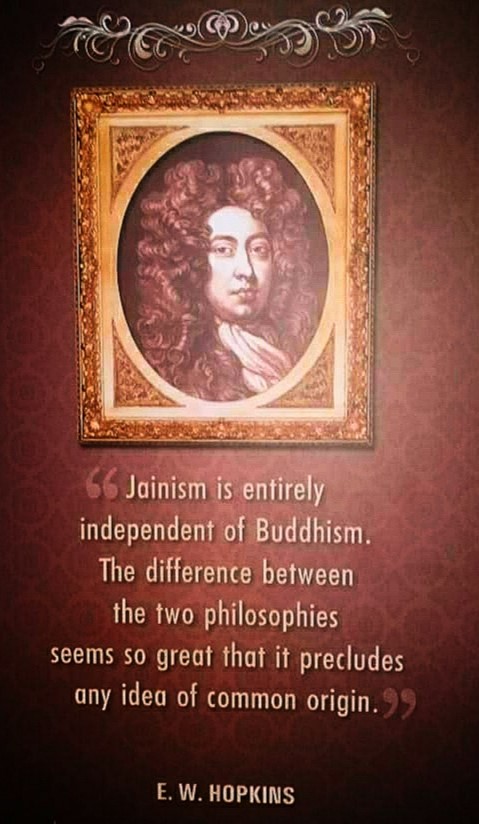 “Jainism is entirely
independent of Buddhism.
The difference between
the two philosophies
seems so great that it precludes
any idea of common origin.”
E. W. HOPKINS